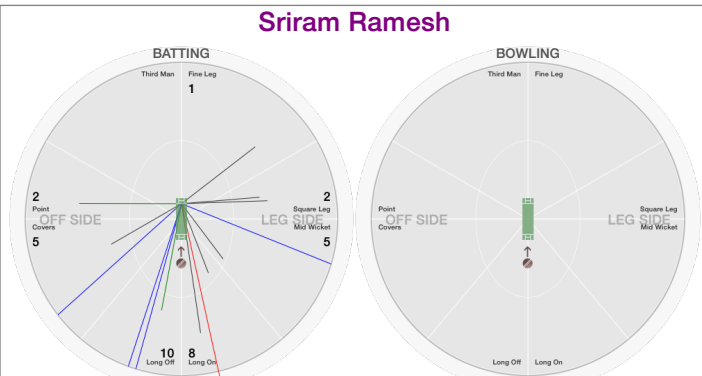 Sriram Ramesh
BATTING
Third Man
Fine Leg
1
2
Point
OFF SIDE
Covers
5
2
Square Leg
LEG SIDE
Mid Wicket
5
10
Long Off
8
Long On
BOWLING
Third Man
Fine Leg
Point
OFF SIDE
Covers
Square Leg
LEG SIDE
Mid Wicket
Long Off
Long On